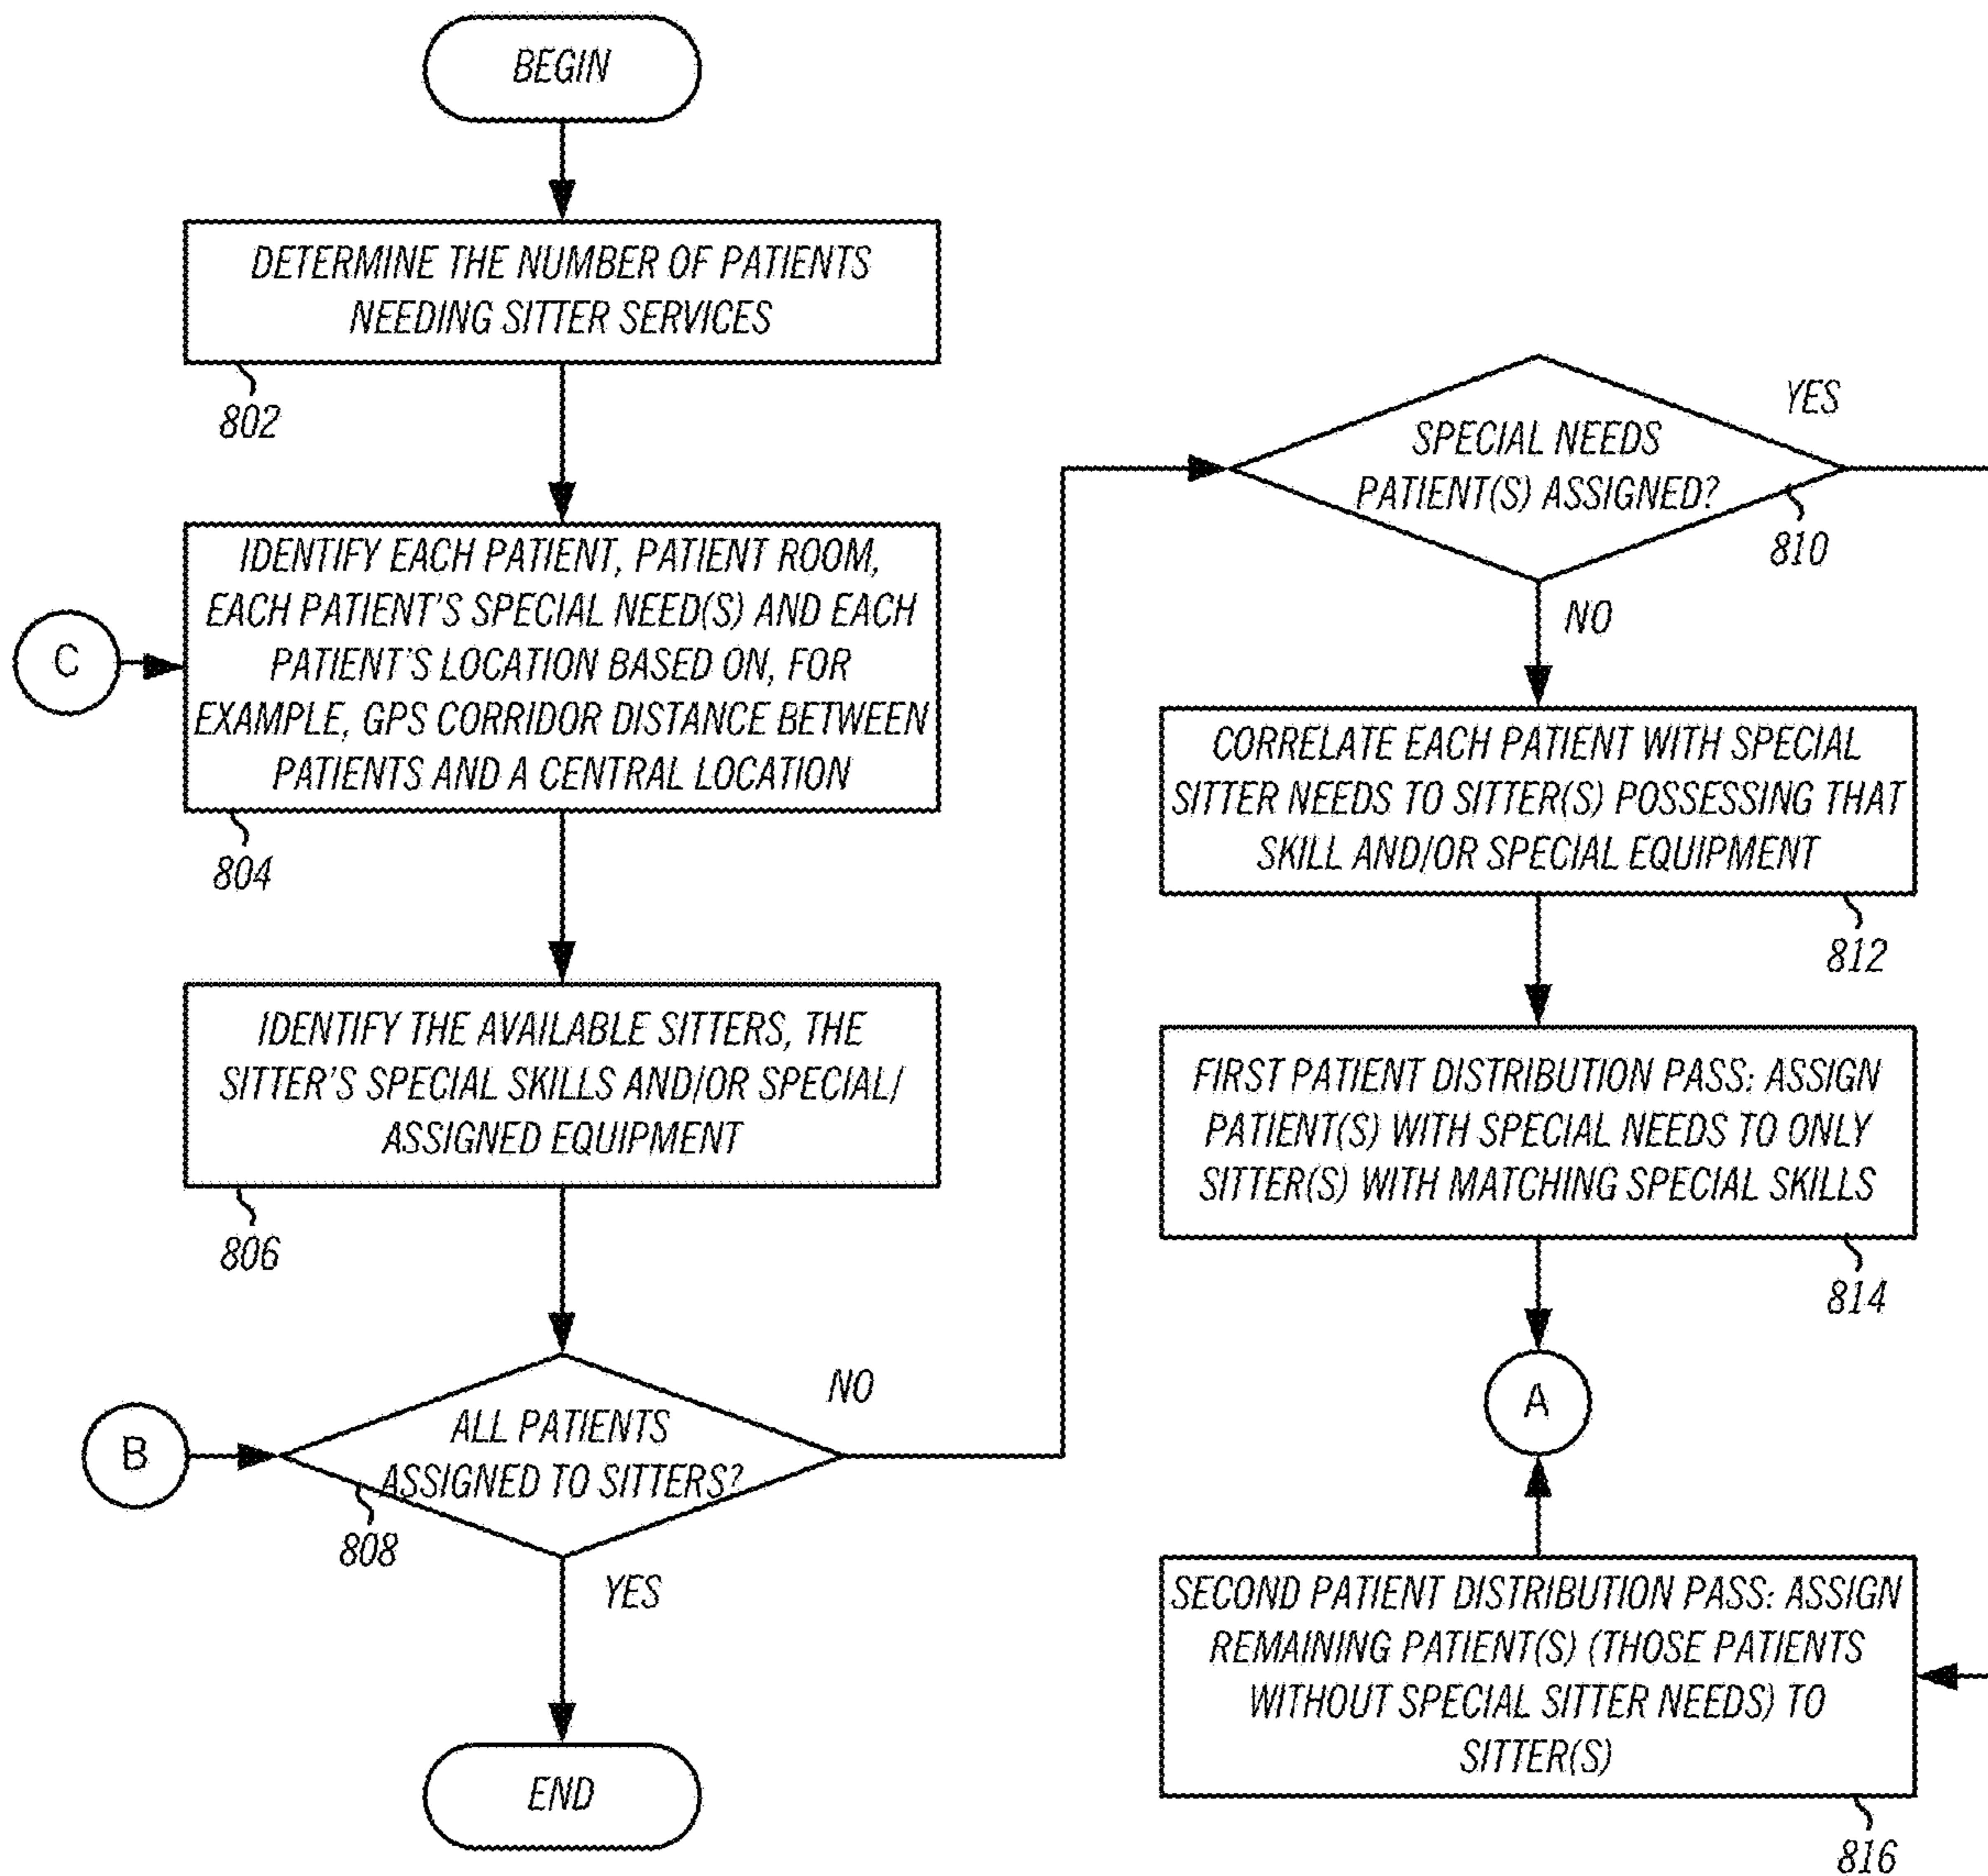 BEGIN
DETERMINE THE NUMBER OF PATIENTS
NEEDING SITTER SERVICES
802
IDENTIFY EACH PATIENT, PATIENT ROOM,
EACH PATIENT'S SPECIAL NEED(S) AND EACH
PATIENT'S LOCATION BASED ON, FOR
EXAMPLE, GPS CORRIDOR DISTANCE BETWEEN
PATIENTS AND A CENTRAL LOCATION
C
804
IDENTIFY THE AVAILABLE SITTERS, THE
SITTER'S SPECIAL SKILLS AND/OR SPECIAL/
ASSIGNED EQUIPMENT
806
NO
ALL PATIENTS
ASSIGNED TO SITTERS?
B
808
YES
END
YES
SPECIAL NEEDS
PATIENT(S) ASSIGNED?
810
NO
CORRELATE EACH PATIENT WITH SPECIAL
SITTER NEEDS TO SITTER(S) POSSESSING THAT
SKILL AND/OR SPECIAL EQUIPMENT
812
FIRST PATIENT DISTRIBUTION PASS: ASSIGN
PATIENT(S) WITH SPECIAL NEEDS TO ONLY
SITTER(S) WITH MATCHING SPECIAL SKILLS
814
A
SECOND PATIENT DISTRIBUTION PASS: ASSIGN
REMAINING PATIENT(S) (THOSE PATIENTS
WITHOUT SPECIAL SITTER NEEDS) TO
SITTER(S)
816